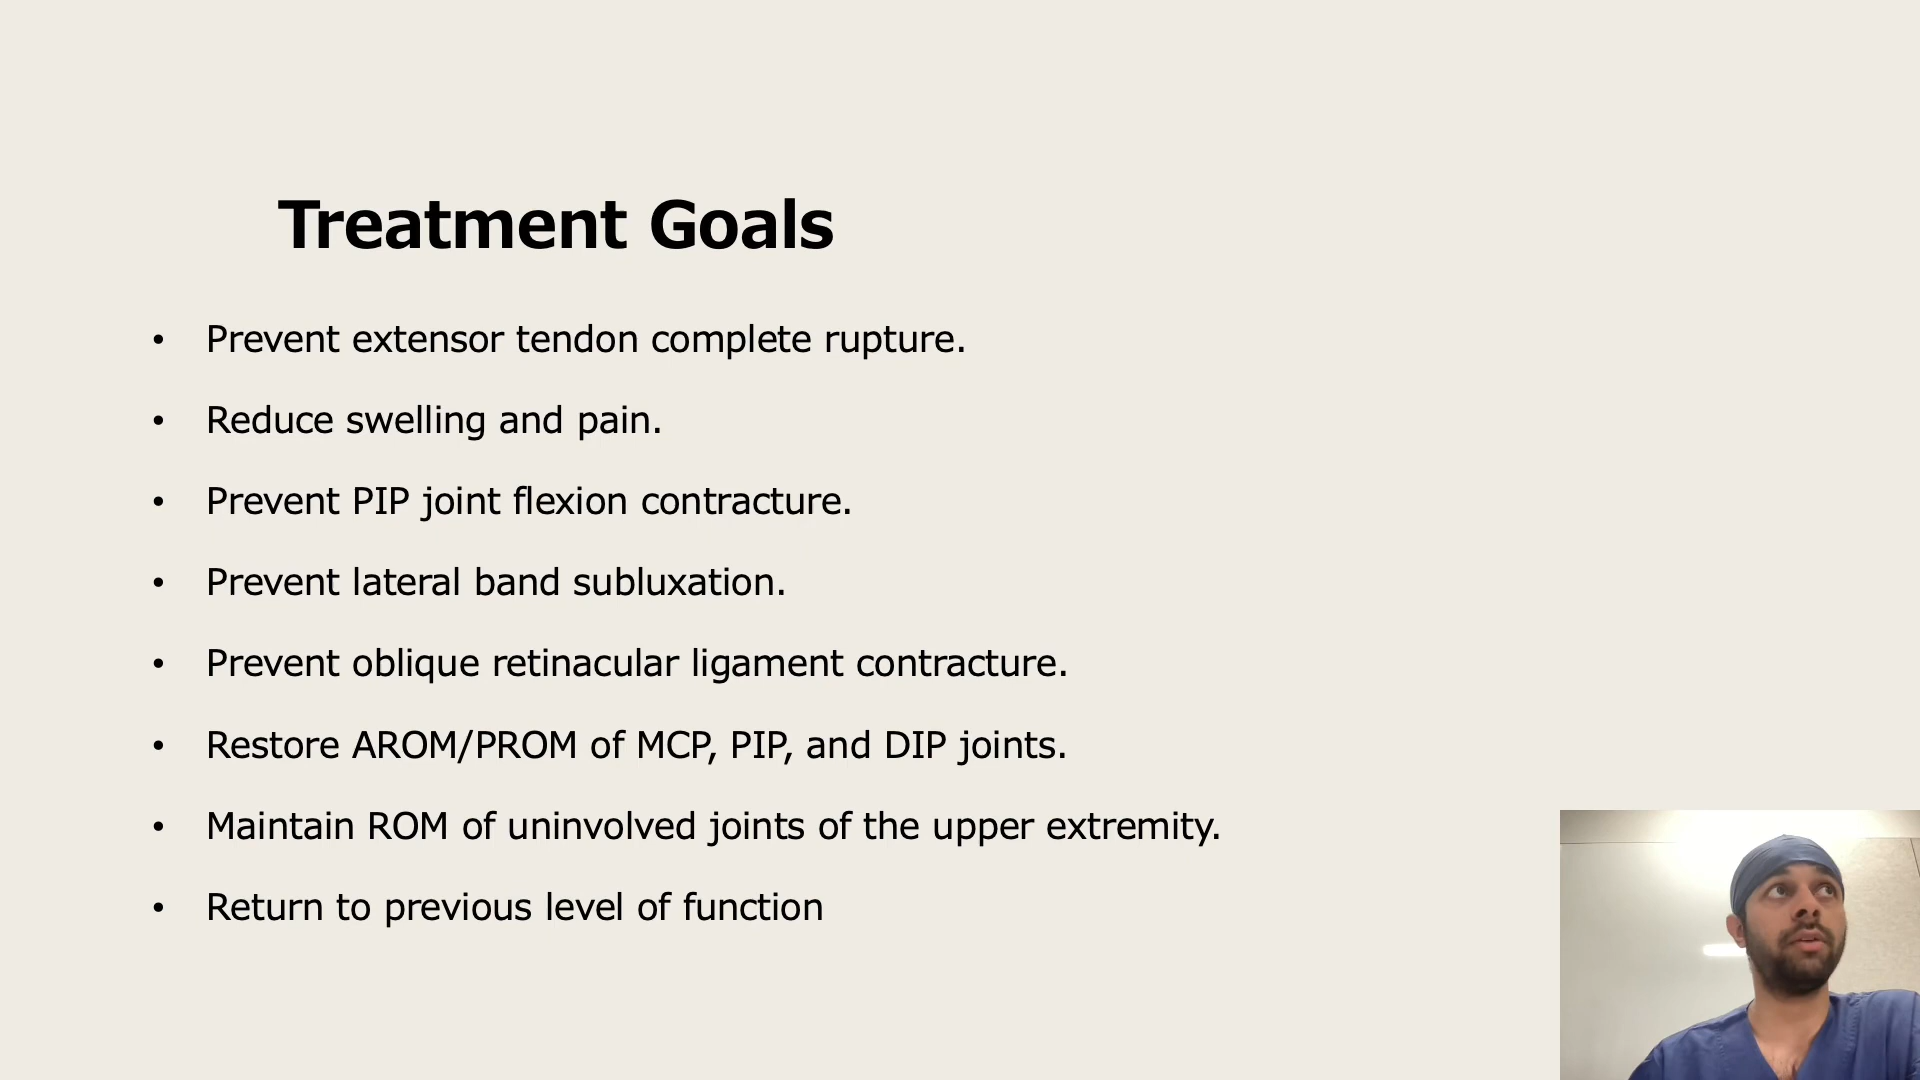 Treatment Goals
• Prevent extensor tendon complete rupture.
• Reduce swelling and pain.
• Prevent PIP joint flexion contracture.
• Prevent lateral band subluxation.
• Prevent oblique retinacular ligament contracture.
• Restore AROM/PROM of MCP, PIP, and DIP joints.
• Maintain ROM of uninvolved joints of the upper extremity.
• Return to previous level of function